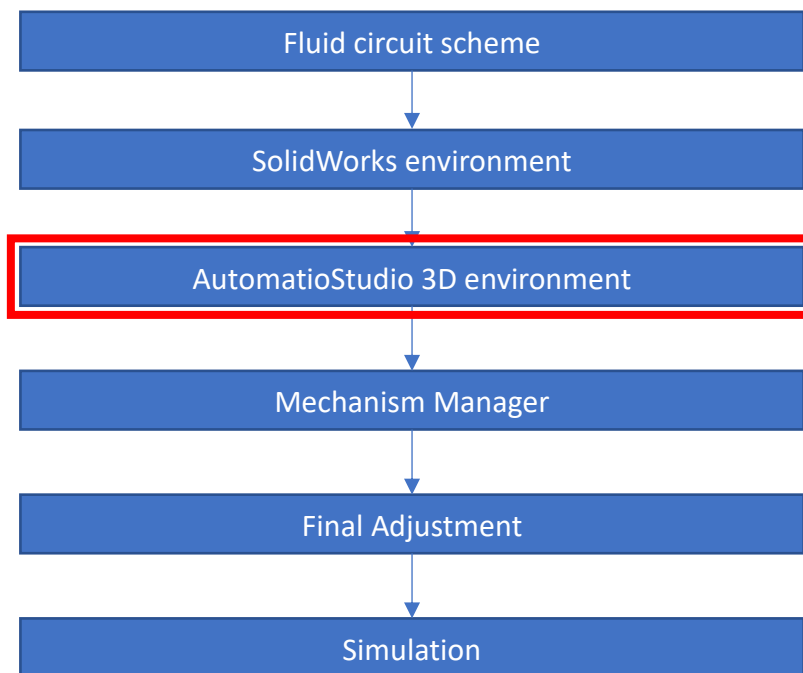 Fluid circuit scheme
SolidWorks environment
AutomatioStudio 3D environment
Mechanism Manager
Final Adjustment
Simulation